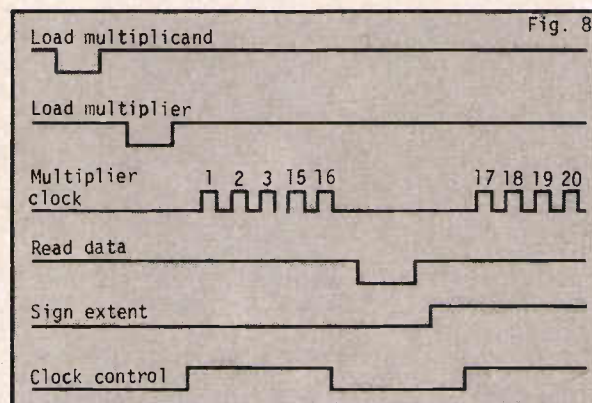 Fig. 8
Load multiplicand
Load multiplier
Multiplier
clock
1 2 3 15 16 17 18 19 20
Read data
Sign extent
Clock control